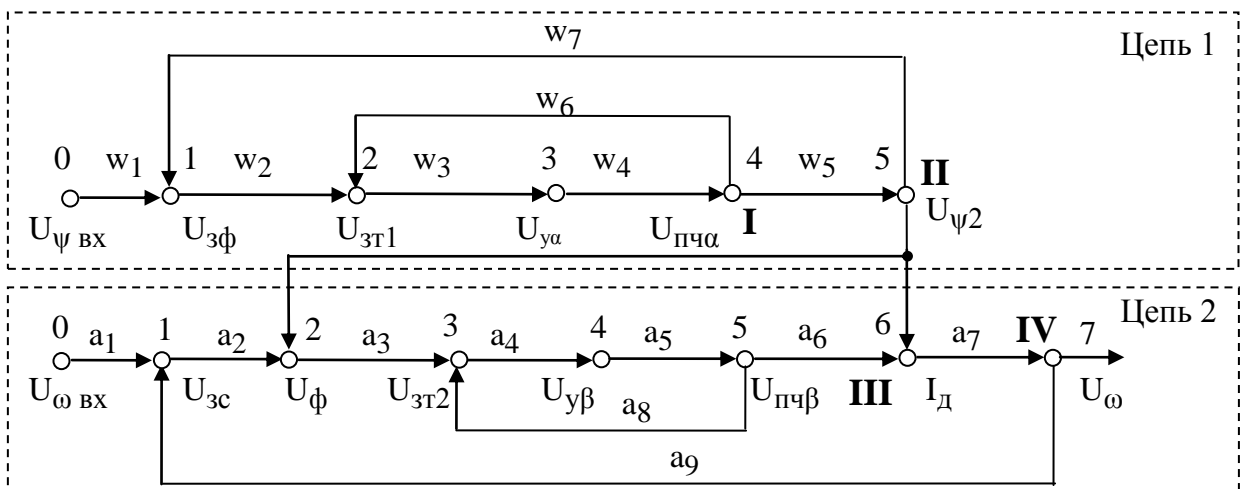 w7
Цепь 1
w6
0 w1 1 w2 2 w3 3 w4 4 w5 5 II
Uψ вх Uзф Uзт1 Uyα Uпчα I Uψ2
0 a1 1 a2 2 a3 3 a4 4 a5 5 a6 6 a7 IV 7 Цепь 2
Uω вх Uзс Uф Uзт2 Uуβ Uпчβ III Iд Uω
a8
a9